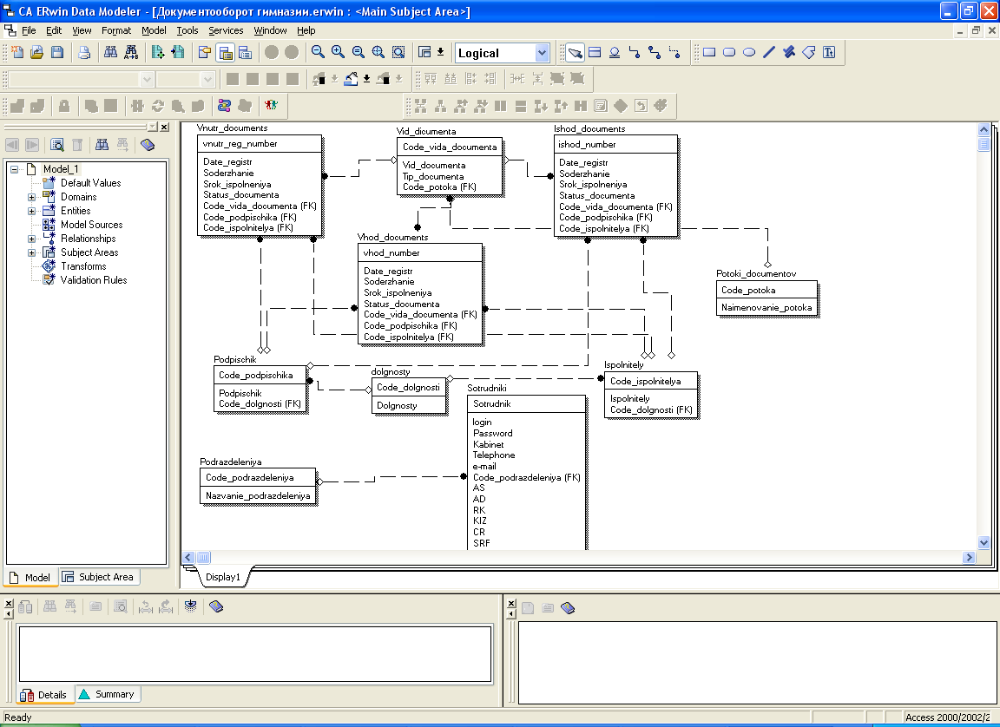 CA ERwin Data Modeler - [Документооборот гимназии.erwin : <Main Subject Area>]
File Edit View Format Model Tools Services Window Help
Logical
Model_1
Default Values
Domains
Entities
Model Sources
Relationships
Subject Areas
Transforms
Validation Rules
Model Subject Area
Vnutr_documents
vnutr_reg_number
Date_registr
Soderzhanie
Srok_ispolneniya
Status_documenta
Code_vida_documenta (FK)
Code_podpischika (FK)
Code_ispolnitelya (FK)
Vid_dicumenta
Code_vida_documenta
Vid_documenta
Tip_documenta
Code_potoka (FK)
Ishod_documents
ishod_number
Date_registr
Soderzhanie
Srok_ispolneniya
Status_documenta
Code_vida_documenta (FK)
Code_podpischika (FK)
Code_ispolnitelya (FK)
Vhod_documents
vhod_number
Date_registr
Soderzhanie
Srok_ispolneniya
Status_documenta
Code_vida_documenta (FK)
Code_podpischika (FK)
Code_ispolnitelya (FK)
Potoki_documentov
Code_potoka
Naimenovanie_potoka
Podpischik
Code_podpischika
Podpischik
Code_dolgnosti (FK)
dolgnosty
Code_dolgnosti
Dolgnosty
Ispolnitely
Code_ispolnitelya
Ispolnitely
Code_dolgnosti (FK)
Sotrudniki
Sotrudnik
login
Password
Kabinet
Telephone
e-mail
Code_podrazdeleniya (FK)
AS
AD
RK
KIZ
CR
SRF
Podrazdeleniya
Code_podrazdeleniya
Nazvanie_podrazdeleniya
Display1
Details Summary
Ready
Access 2000/2002/2